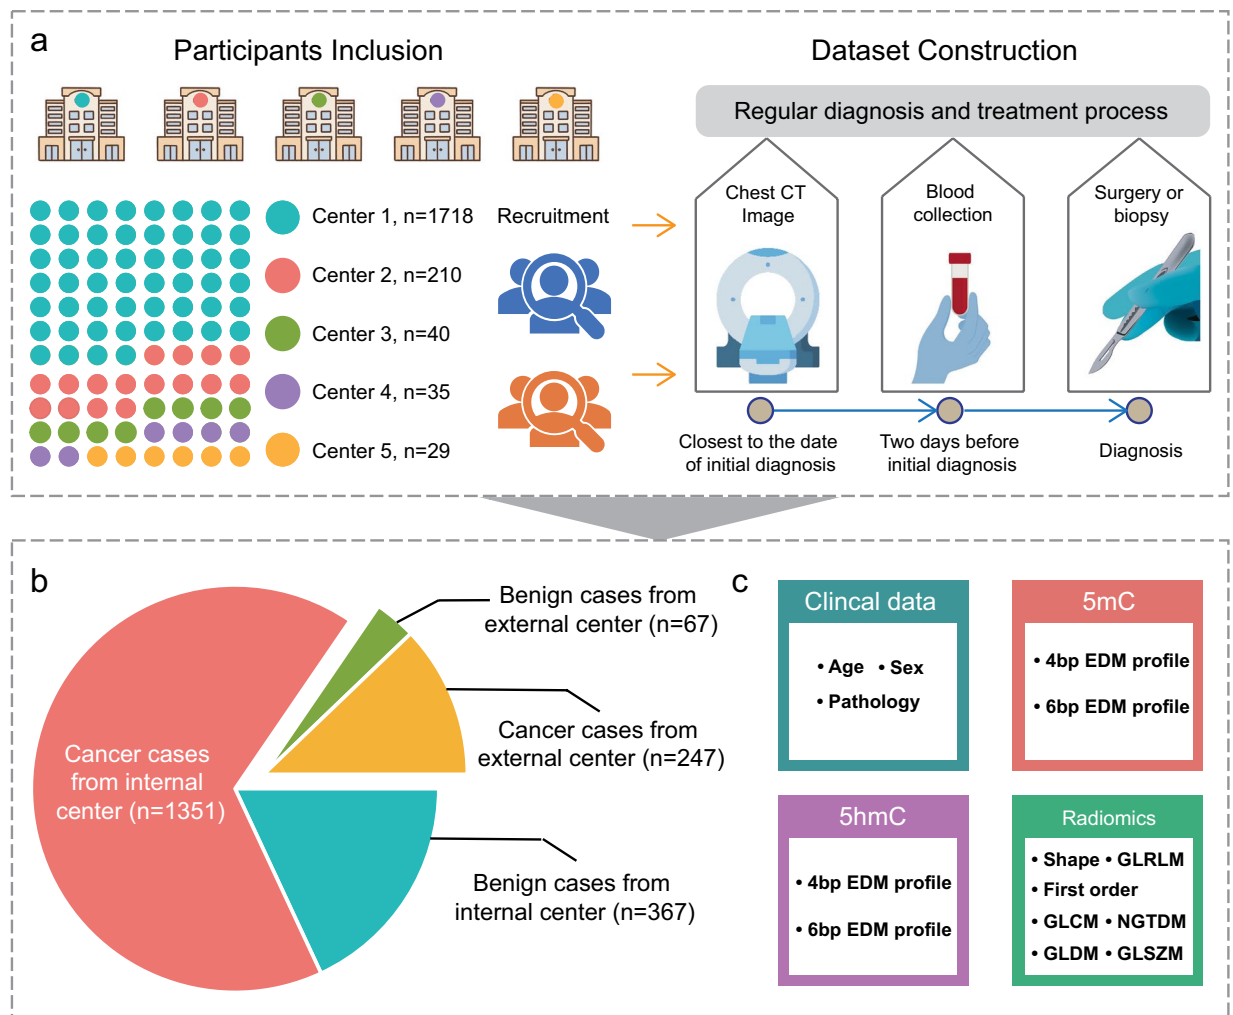 a
Participants Inclusion
Dataset Construction
Regular diagnosis and treatment process
Chest CT
Image
Blood
collection
Surgery or
biopsy
Center 1, n=1718
Center 2, n=210
Center 3, n=40
Center 4, n=35
Center 5, n=29
Recruitment
Closest to the date
of initial diagnosis
Two days before
initial diagnosis
Diagnosis
b
Benign cases from
external center (n=67)
Cancer cases from
external center (n=247)
Cancer cases
from internal
center (n=1351)
Benign cases from
internal center (n=367)
c
Clincal data
• Age • Sex
• Pathology
5mC
• 4bp EDM profile
• 6bp EDM profile
5hmC
• 4bp EDM profile
• 6bp EDM profile
Radiomics
• Shape • GLRLM
• First order
• GLCM • NGTDM
• GLDM • GLSZM